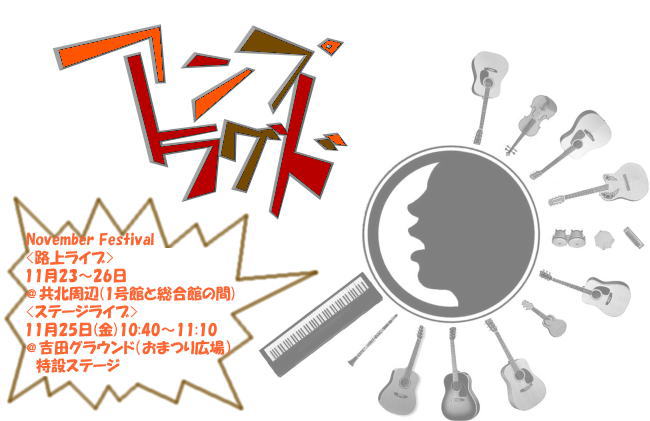 アンプ
ラグド
November Festival
<路上ライブ>
11月23～26日
@共北周辺(1号館と総合館の間)
<ステージライブ>
11月25日(金)10:40～11:10
@吉田グラウンド(おまつり広場)
特設ステージ